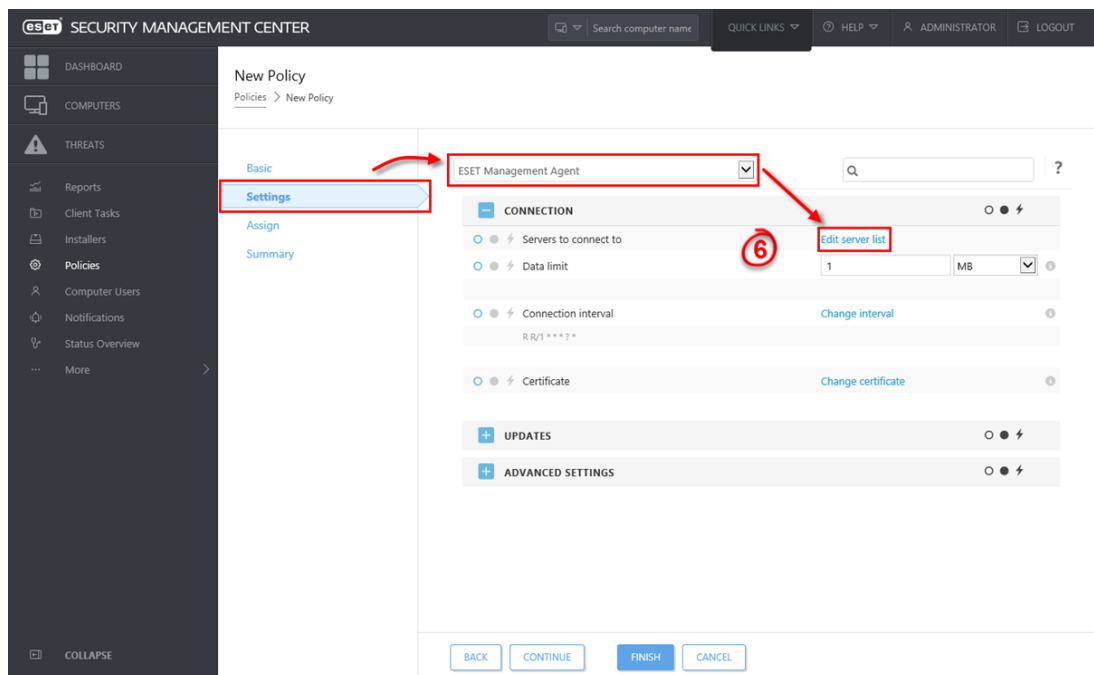 eset SECURITY MANAGEMENT CENTER
Search computer name
QUICK LINKS
HELP
ADMINISTRATOR
LOGOUT
DASHBOARD
COMPUTERS
THREATS
Reports
Client Tasks
Installers
Policies
Computer Users
Notifications
Status Overview
More
COLLAPSE
New Policy
Policies > New Policy
Basic
Settings
Assign
Summary
ESET Management Agent
?
CONNECTION
Servers to connect to
Edit server list
6
Data limit
1
MB
Connection interval
Change interval
R R/1 * * * ? *
Certificate
Change certificate
UPDATES
ADVANCED SETTINGS
BACK
CONTINUE
FINISH
CANCEL